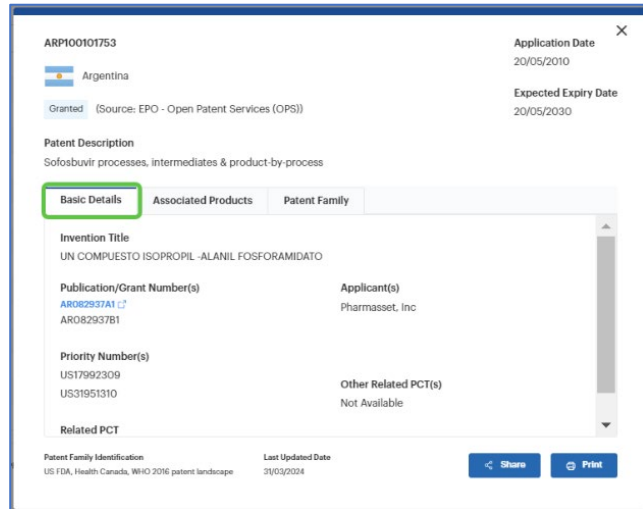 ARP100101753
Application Date
20/05/2010
Argentina
Expected Expiry Date
20/05/2030
Granted (Source: EPO - Open Patent Services (OPS))
Patent Description
Sofosbuvir processes, intermediates & product-by-process
Basic Details Associated Products Patent Family
Invention Title
UN COMPUESTO ISOPROPIL -ALANIL FOSFORAMIDATO
Publication/Grant Number(s)
Applicant(s)
AR082937A1
Pharmasset, Inc
AR082937B1
Priority Number(s)
US17992309
Other Related PCT(s)
US31951310
Not Available
Related PCT
Patent Family Identification Last Updated Date
US FDA, Health Canada, WHO 2016 patent landscape 31/03/2024
Share Print